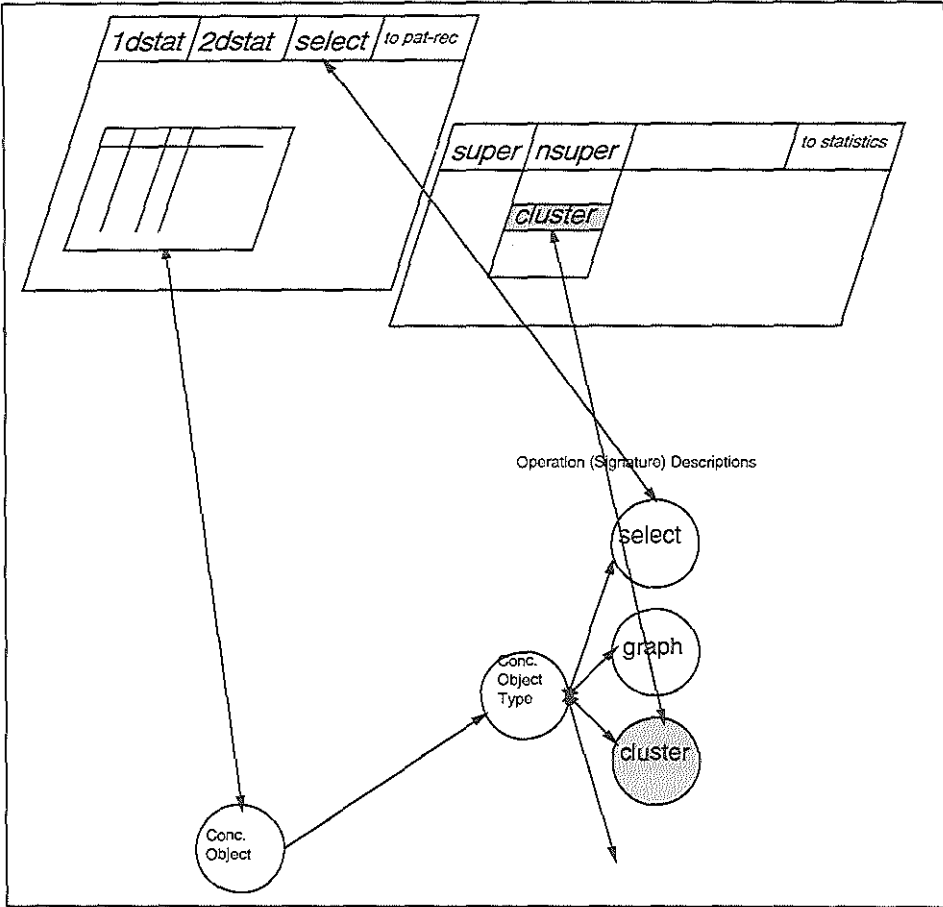 1dstat 2dstat select to pat-rec
super nsuper to statistics
cluster
Operation (Signature) Descriptions
select
graph
Conc.
Object
Type
cluster
Conc.
Object